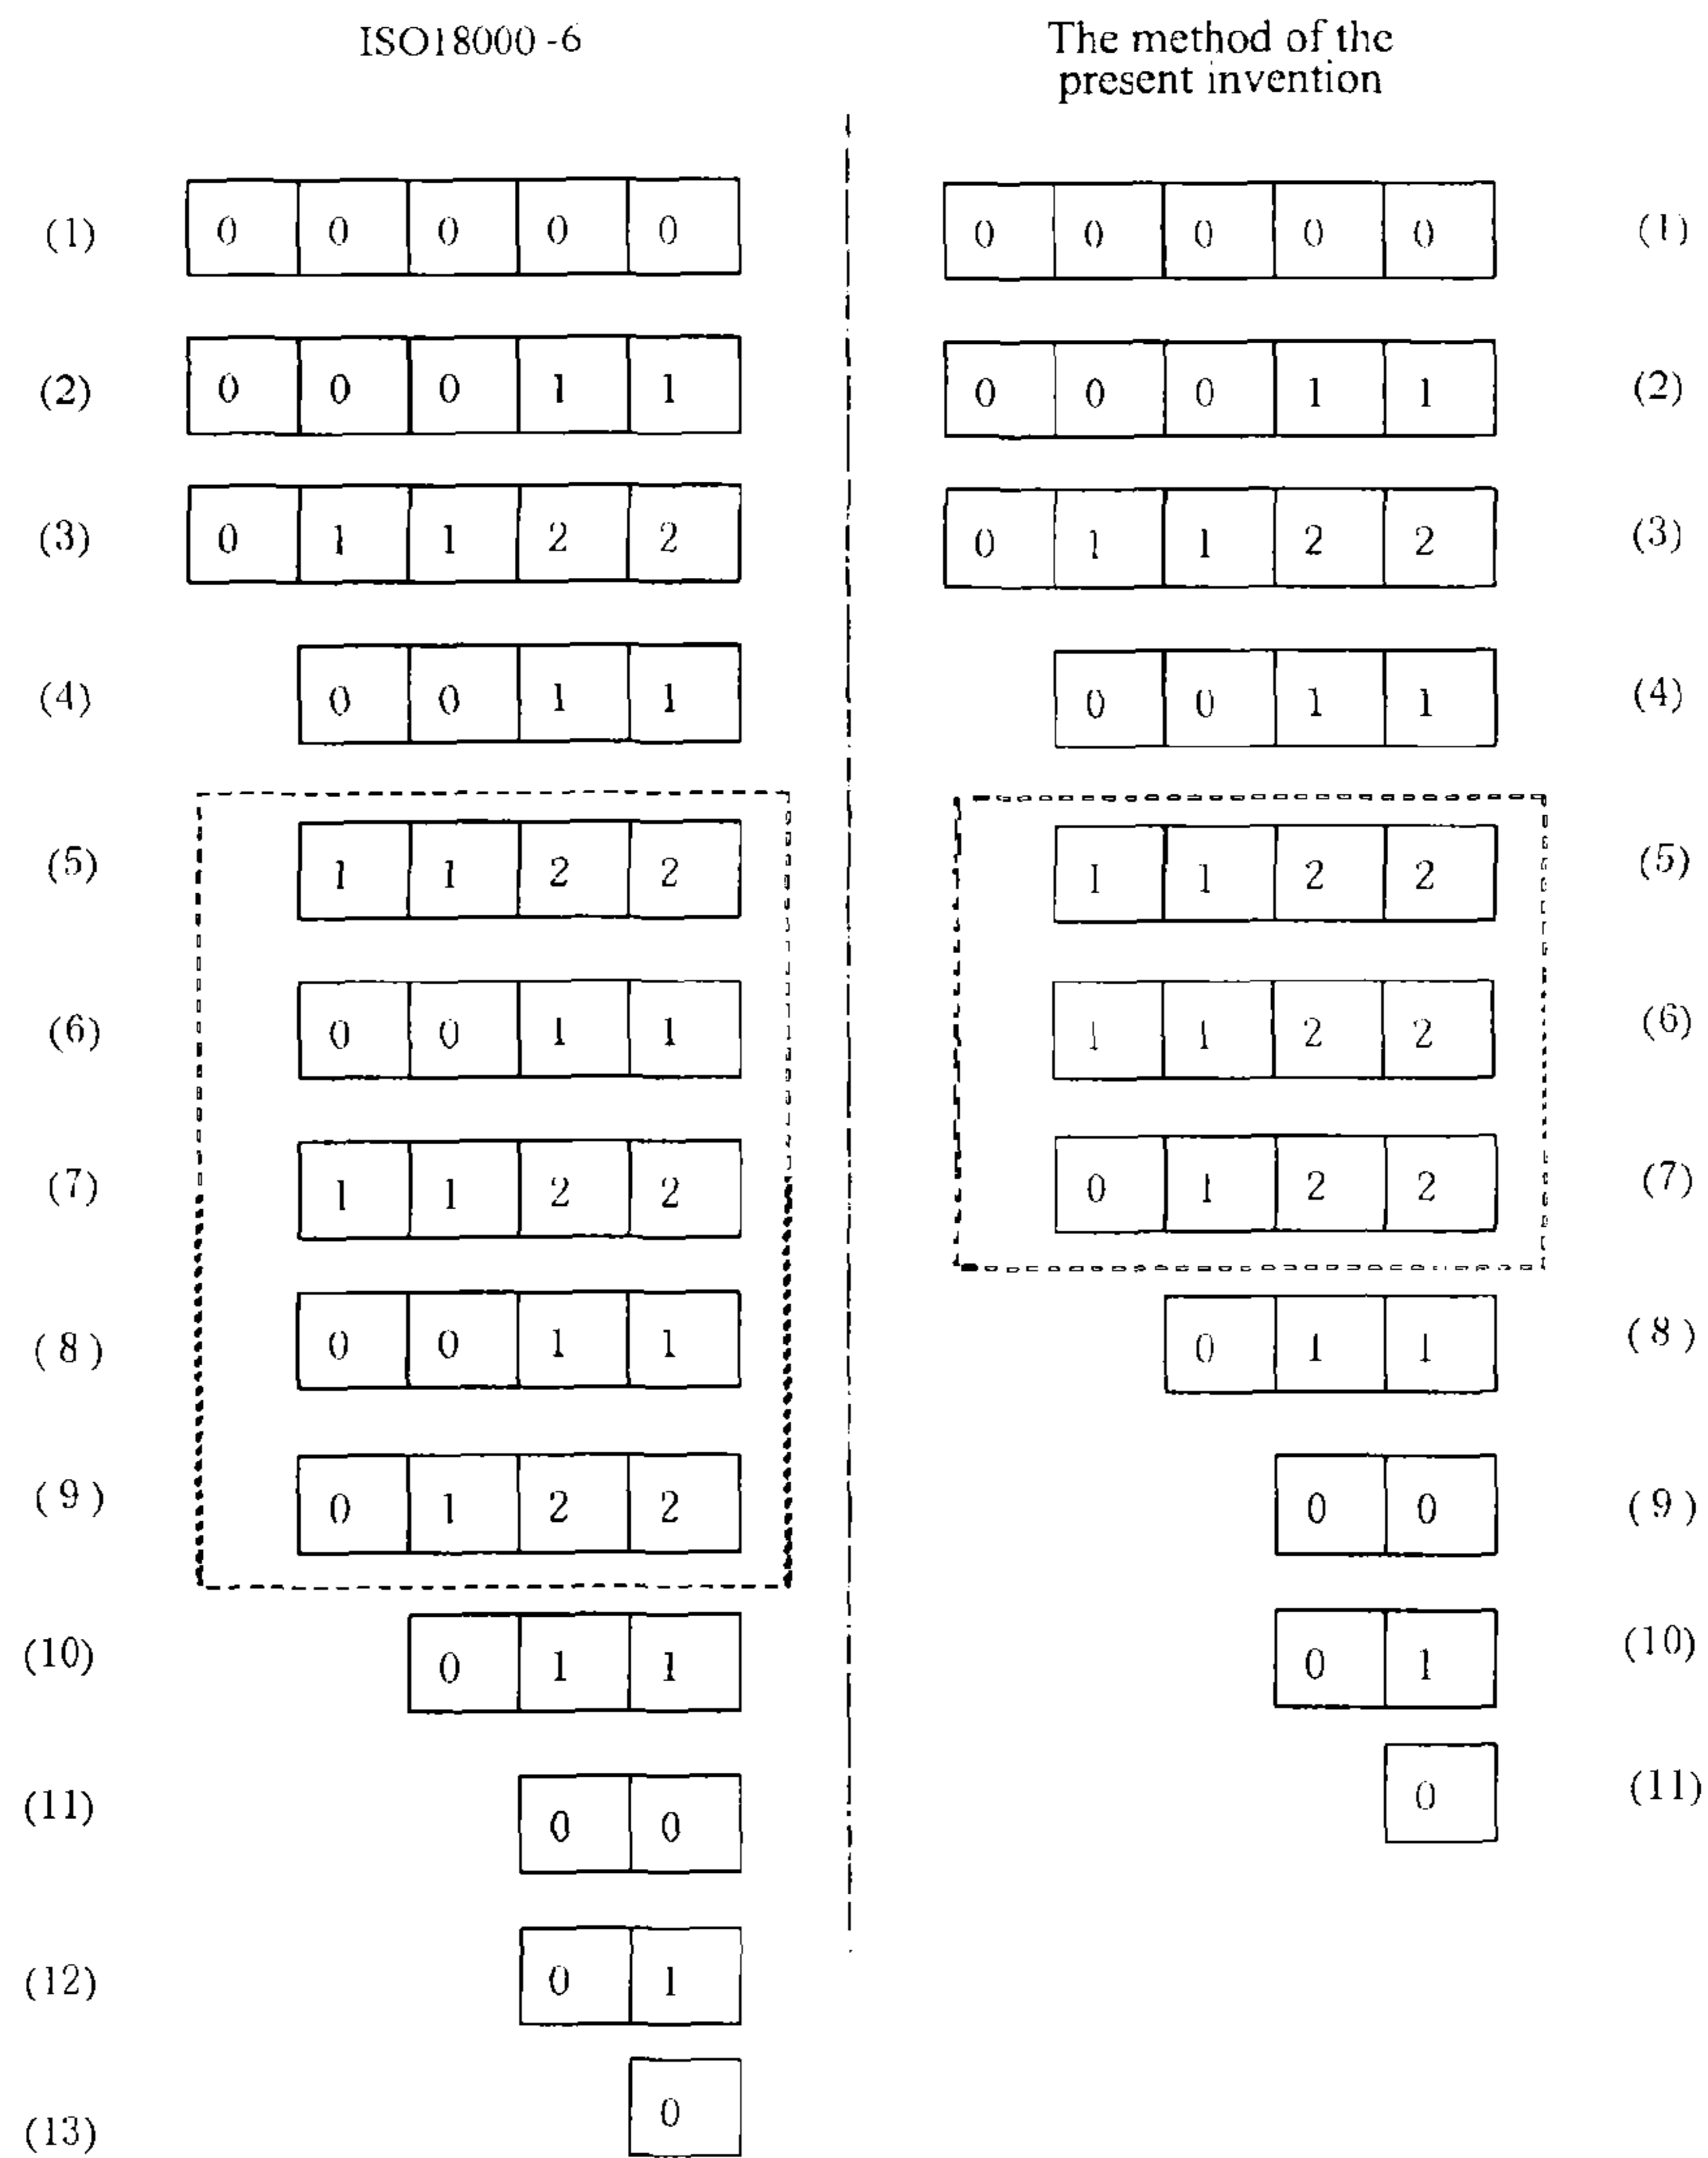 ISO18000-6
The method of the
present invention
(1) 0 0 0 0 0 0 0 0 0 0 (1)
(2) 0 0 0 1 1 0 0 0 1 1 (2)
(3) 0 1 1 2 2 0 1 1 2 2 (3)
(4) 0 0 1 1 0 0 1 1 (4)
(5) 1 1 2 2 1 1 2 2 (5)
(6) 0 0 1 1 1 1 2 2 (6)
(7) 1 1 2 2 0 1 2 2 (7)
(8) 0 0 1 1 0 1 1 (8)
(9) 0 1 2 2 0 0 (9)
(10) 0 1 1 0 1 (10)
(11) 0 0 0 (11)
(12) 0 1
(13) 0